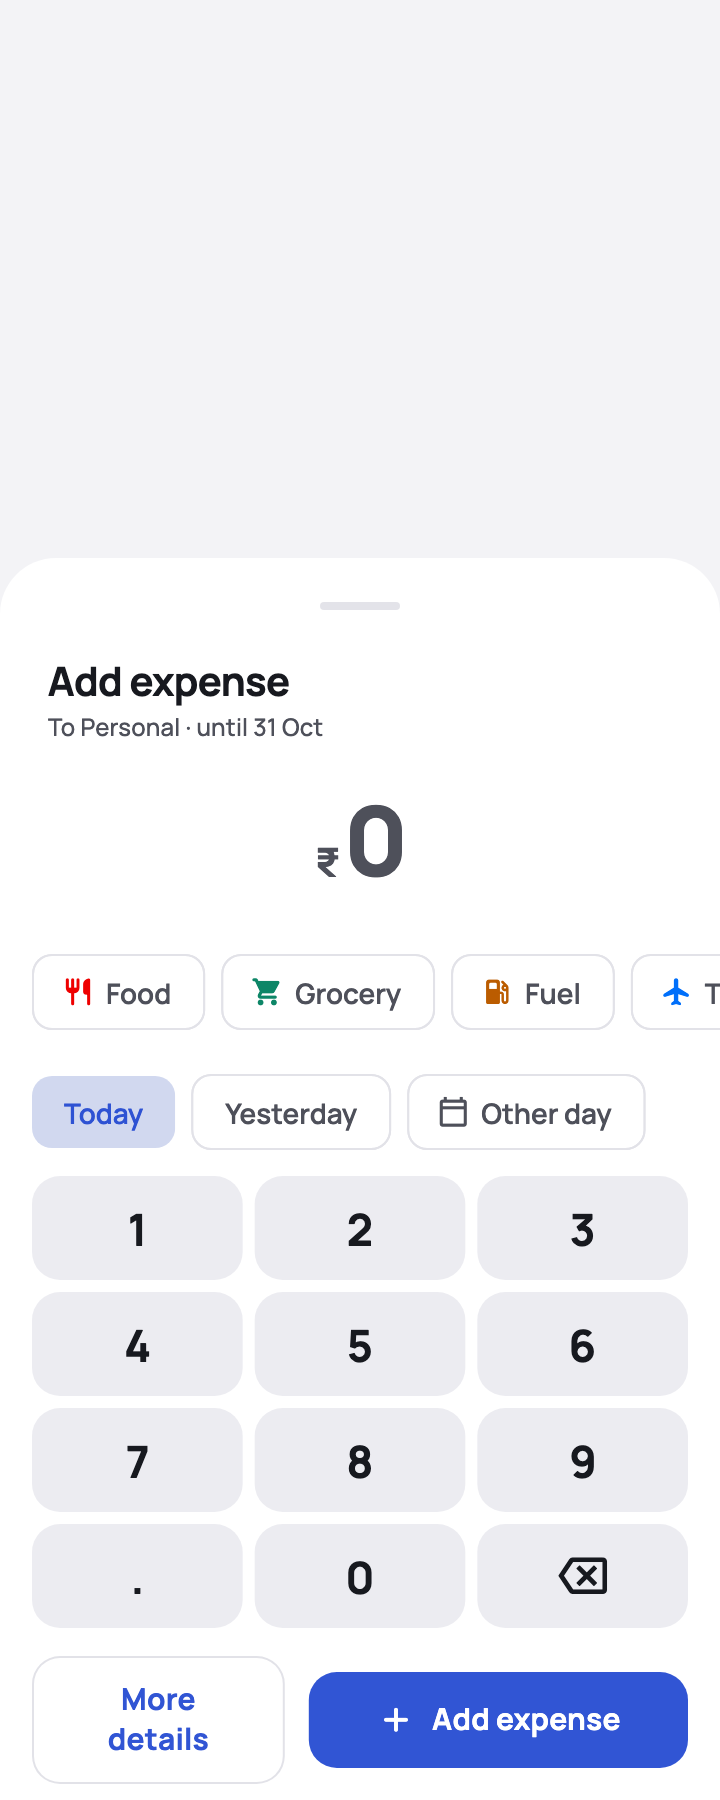 Add expense
To Personal · until 31 Oct
₹0
Food Grocery Fuel T
Today Yesterday Other day
1 2 3
4 5 6
7 8 9
. 0
More
details
+ Add expense